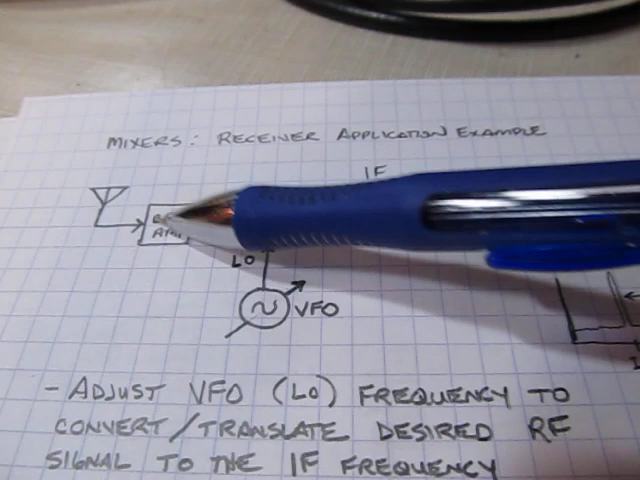 MIXERS: RECEIVER APPLICATION EXAMPLE
IF
LO
VFO
- ADJUST VFO (LO) FREQUENCY TO
CONVERT/TRANSLATE DESIRED RF
SIGNAL TO THE IF FREQUENCY